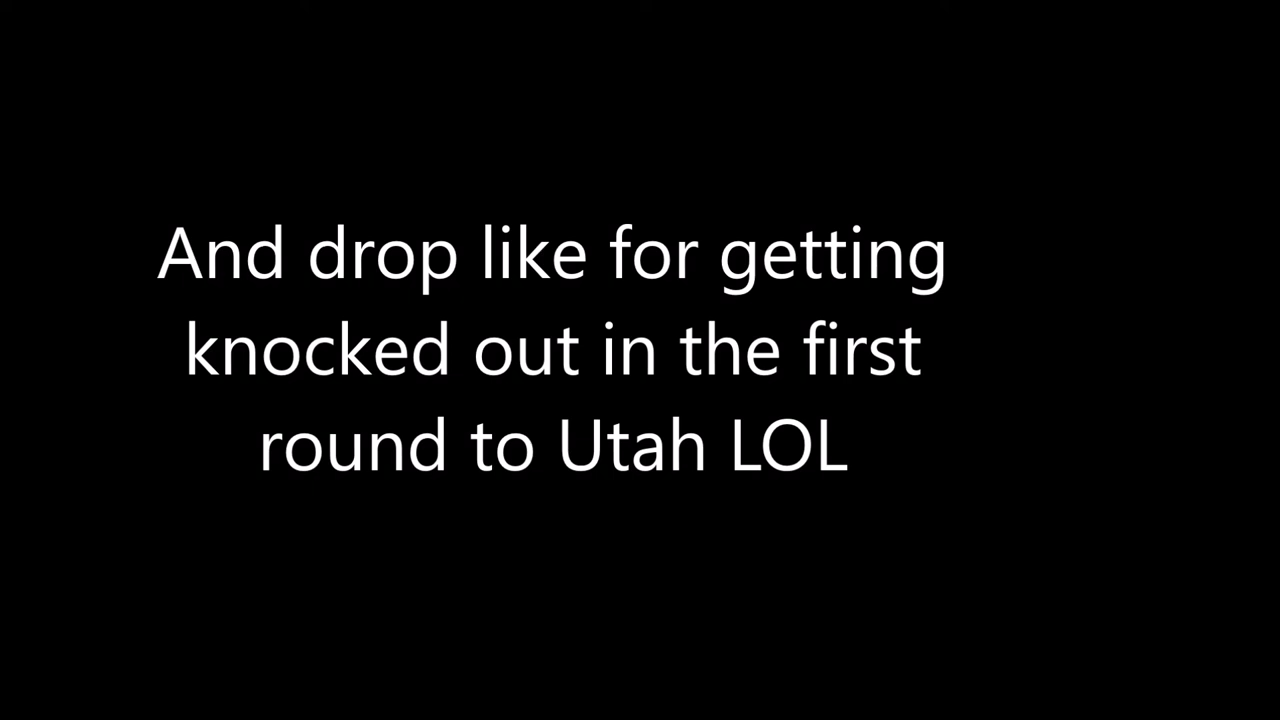 And drop like for getting
knocked out in the first
round to Utah LOL